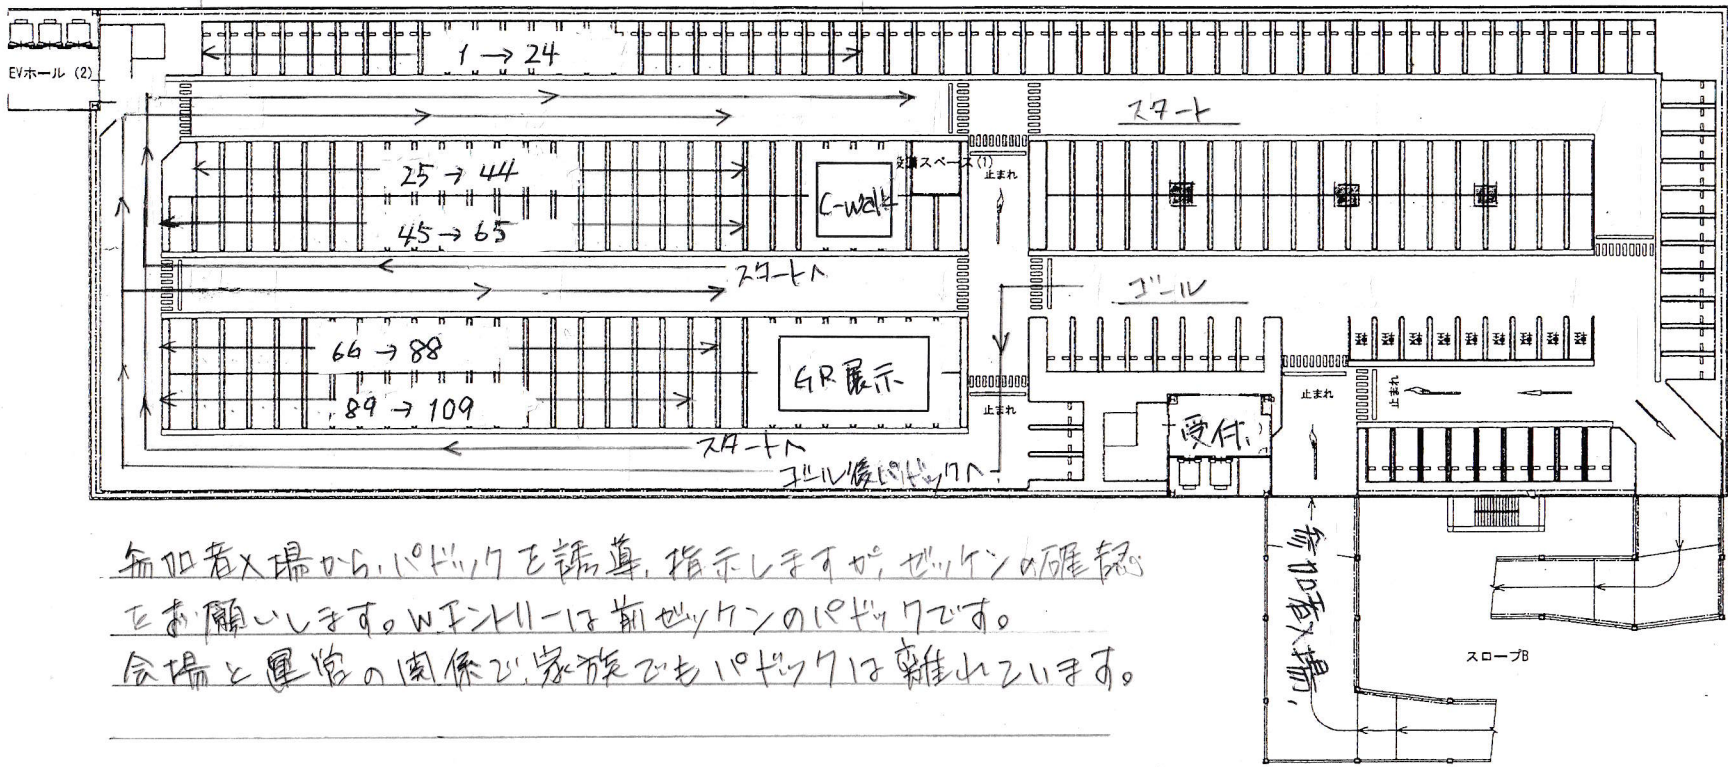 EVホール (2)
1 → 24
スタート
25 → 44
スペース(1)
止まれ
C-walk
45 → 65
スタートへ
ゴール
66 → 88
GR 展示
89 → 109
止まれ
受付
止まれ
止まれ
スタートへ
ゴール後パドックへ
参加者入場から、パドックを誘導、指示しますが、ゼッケンの確認
をお願いします。Wエントリーは前ゼッケンのパドックです。
会場と運営の関係で、家族でもパドックは離れています。
参加者入場
スロープB